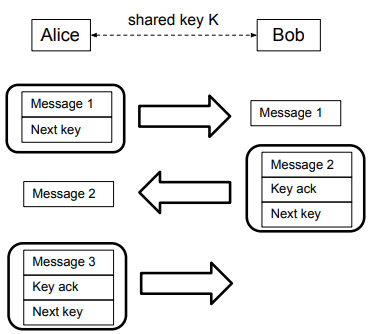 shared key K
Alice
Bob
Message 1
Next key
Message 1
Message 2
Key ack
Next key
Message 2
Message 3
Key ack
Next key